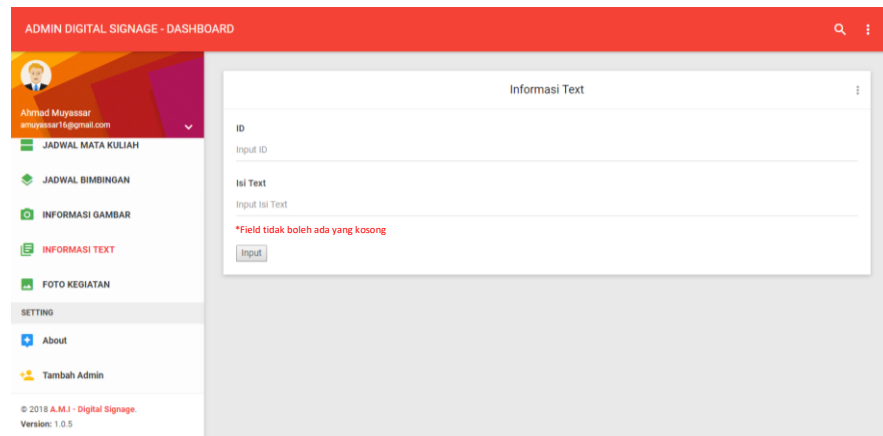 ADMIN DIGITAL SIGNAGE - DASHBOARD
Ahmad Muyassar
amuyassar16@gmail.com
JADWAL MATA KULIAH
JADWAL BIMBINGAN
INFORMASI GAMBAR
INFORMASI TEXT
FOTO KEGIATAN
SETTING
About
Tambah Admin
© 2018 A.M.I - Digital Signage.
Version: 1.0.5
Informasi Text
ID
Input ID
Isi Text
Input Isi Text
*Field tidak boleh ada yang kosong
Input